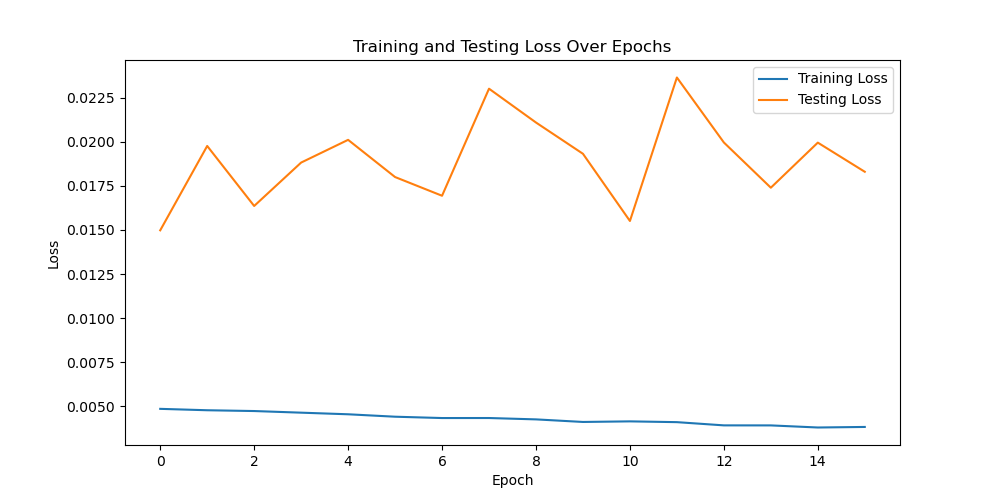 Training and Testing Loss Over Epochs
Training Loss
Testing Loss
0.0225
0.0200
0.0175
0.0150
0.0125
0.0100
0.0075
0.0050
Loss
0 2 4 6 8 10 12 14
Epoch